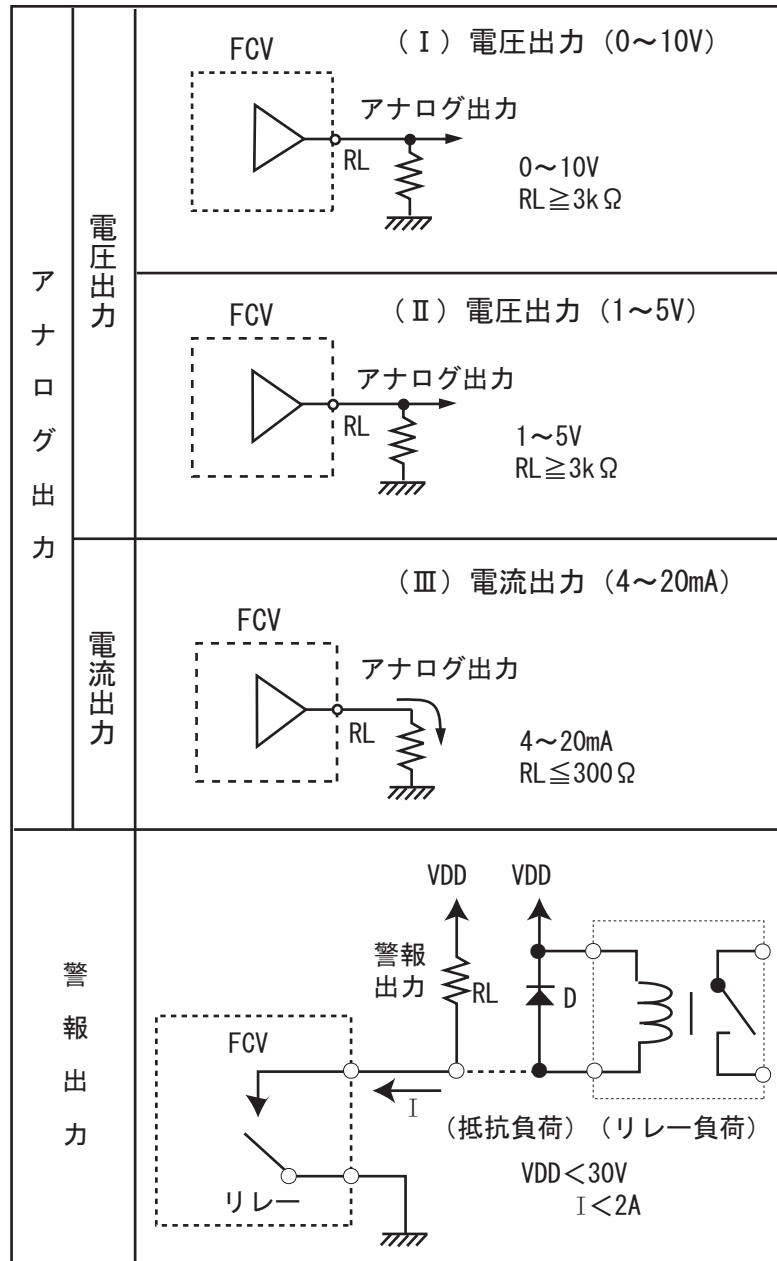 アナログ出力
電圧出力
(Ⅰ) 電圧出力 (0～10V)
FCV
アナログ出力
RL
0～10V
RL≧3kΩ
(Ⅱ) 電圧出力 (1～5V)
FCV
アナログ出力
RL
1～5V
RL≧3kΩ
電流出力
(Ⅲ) 電流出力 (4～20mA)
FCV
アナログ出力
RL
4～20mA
RL≦300Ω
警報出力
VDD
VDD
警報
出力
RL
D
FCV
I
リレー
(抵抗負荷) (リレー負荷)
VDD＜30V
I＜2A